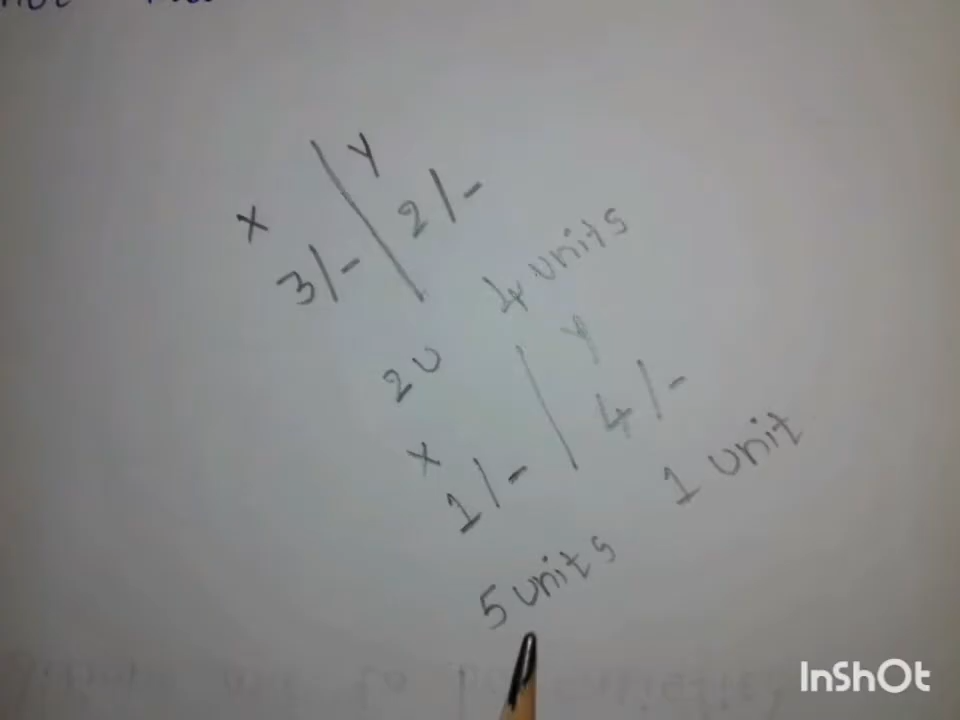 X | Y
3/- | 2/-
2U 4 units
X | Y
1/- | 4/-
5 units 1 unit
InShOt